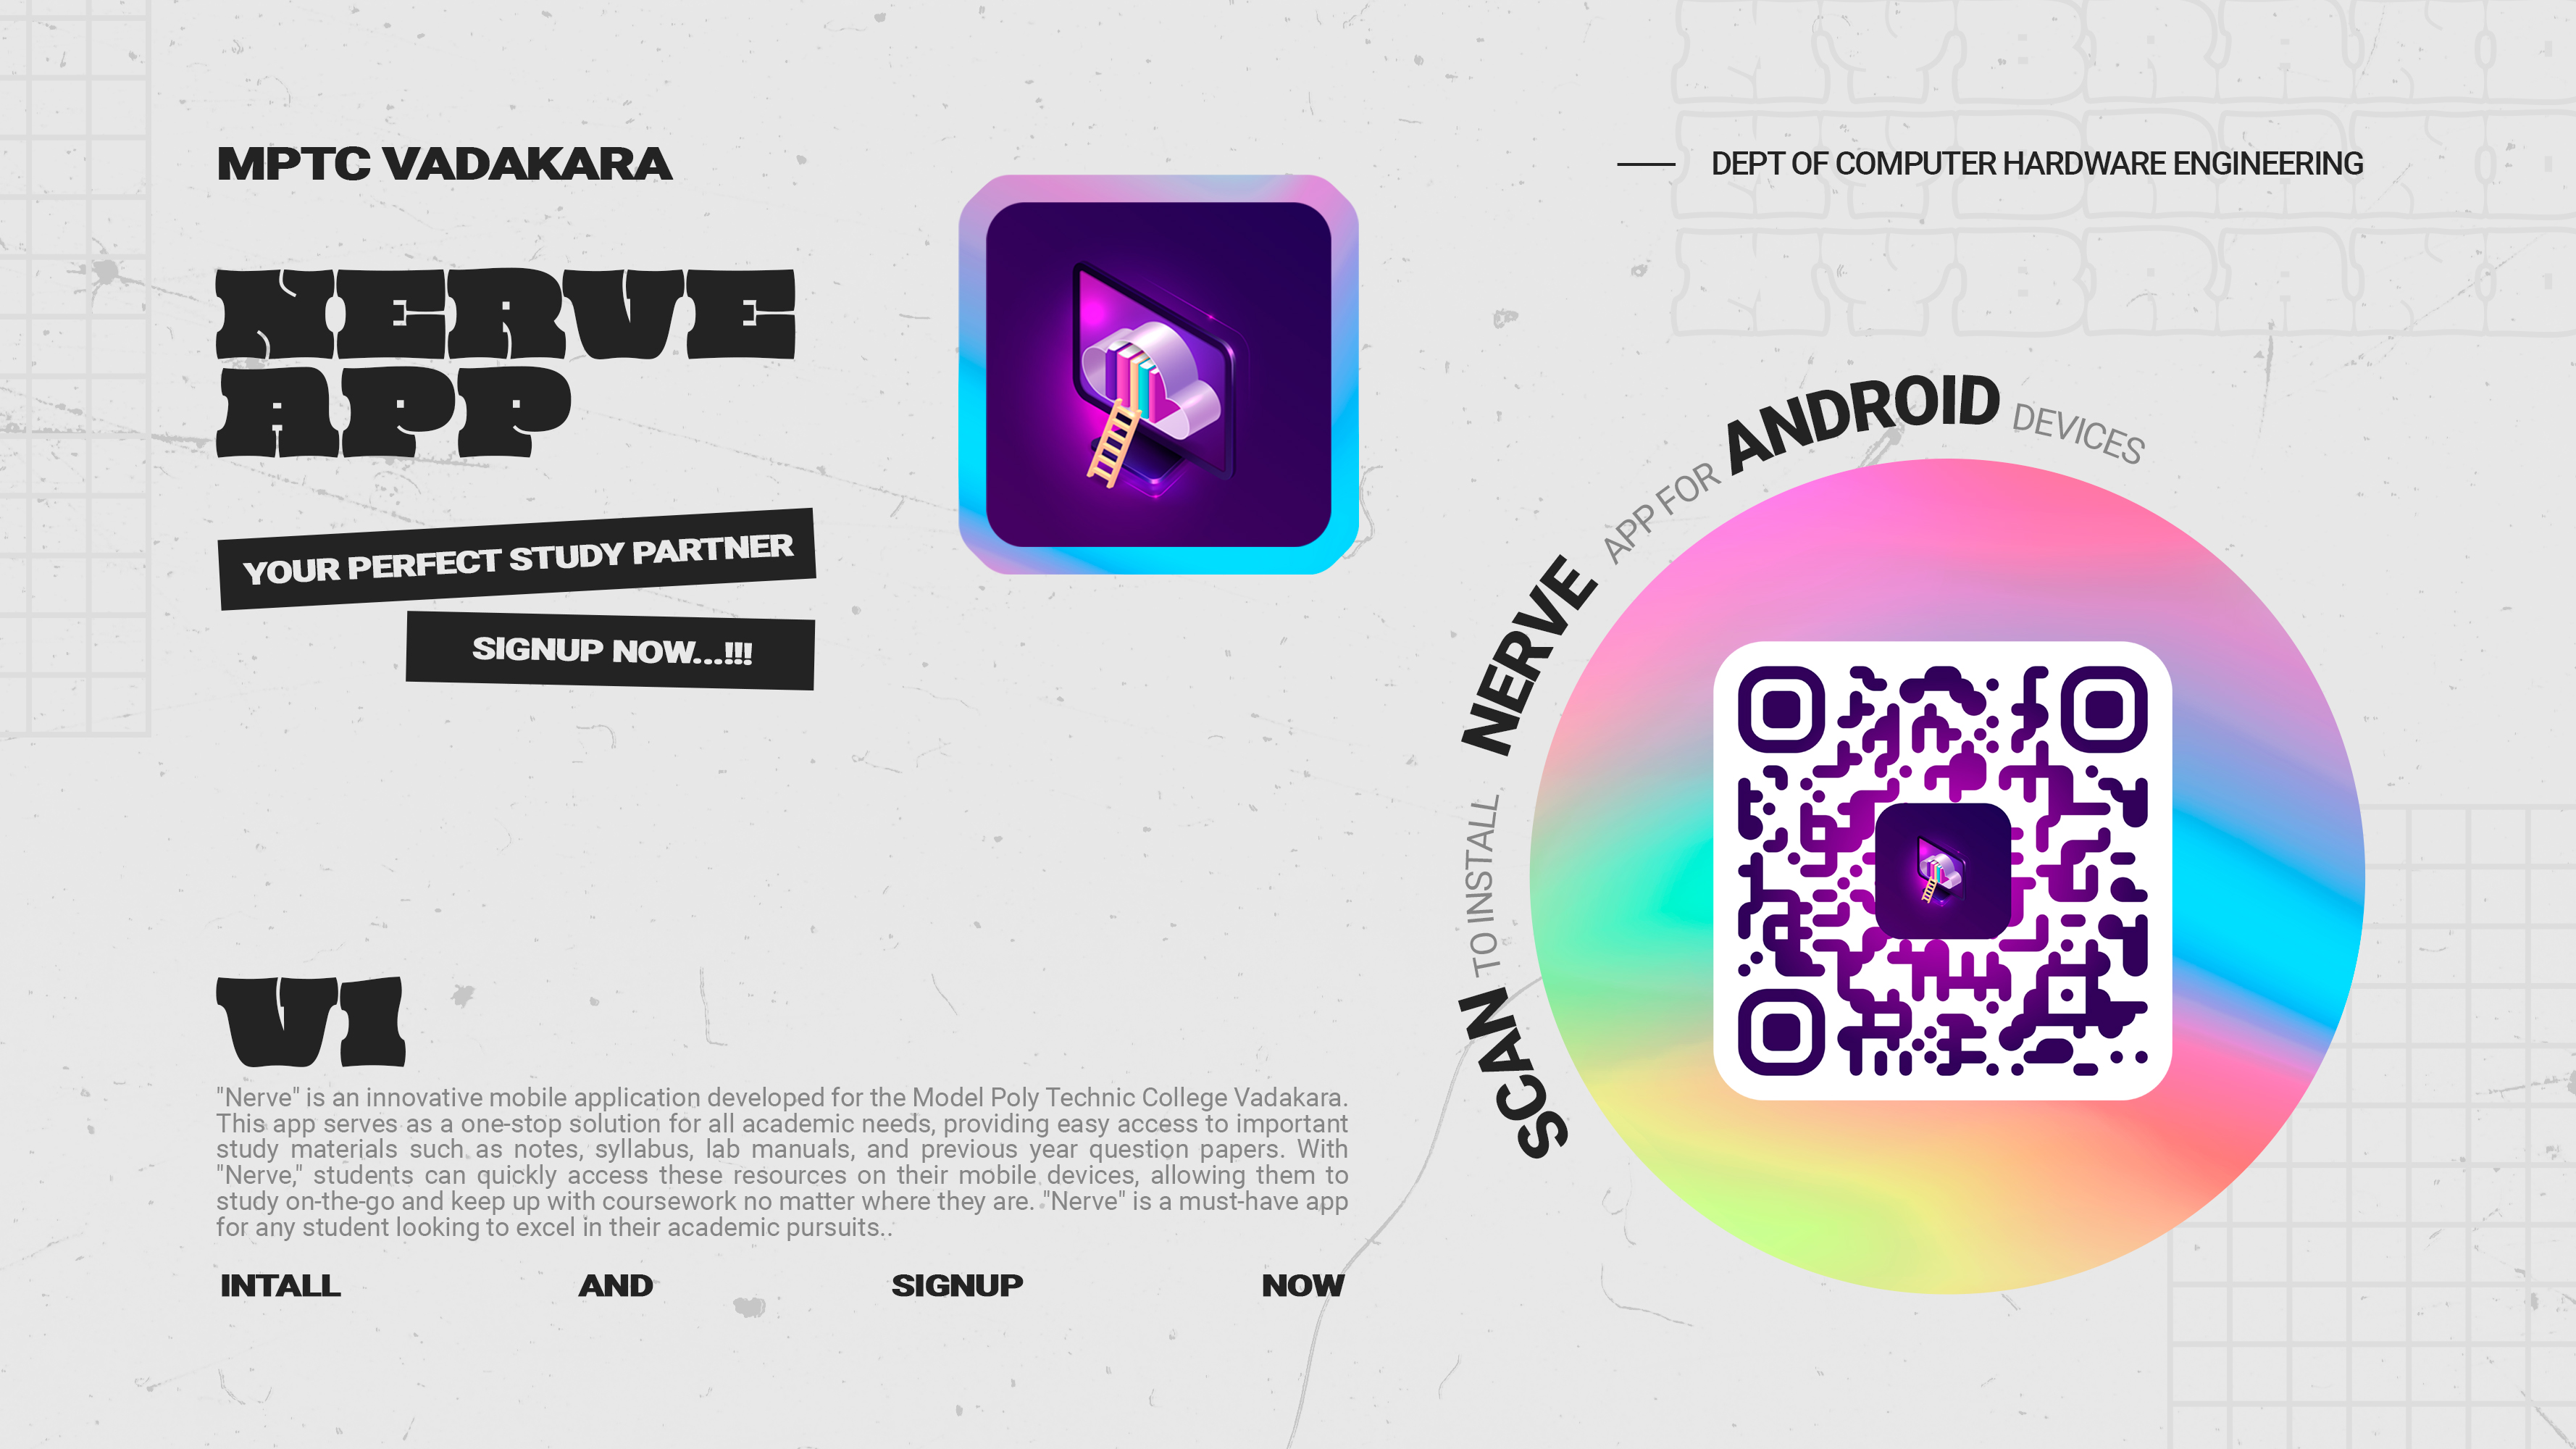 MPTC VADAKARA
DEPT OF COMPUTER HARDWARE ENGINEERING
NERVE
APP
YOUR PERFECT STUDY PARTNER
SIGNUP NOW...!!!
SCAN TO INSTALL NERVE APP FOR ANDROID DEVICES
V1
"Nerve" is an innovative mobile application developed for the Model Poly Technic College Vadakara.
This app serves as a one-stop solution for all academic needs, providing easy access to important
study materials such as notes, syllabus, lab manuals, and previous year question papers. With
"Nerve," students can quickly access these resources on their mobile devices, allowing them to
study on-the-go and keep up with coursework no matter where they are. "Nerve" is a must-have app
for any student looking to excel in their academic pursuits..
INTALL AND SIGNUP NOW